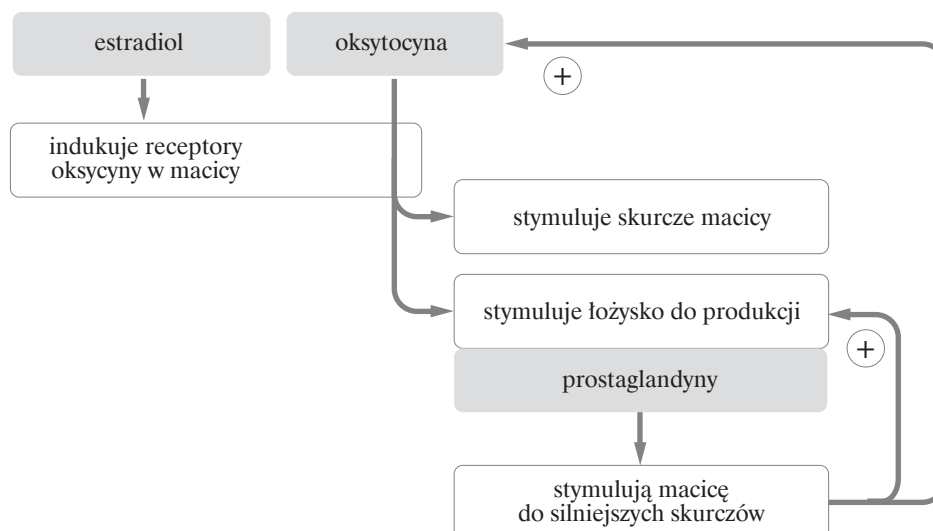 estradiol
oksytocyna
+
indukuje receptory
oksycyny w macicy
stymuluje skurcze macicy
stymuluje łożysko do produkcji
+
prostaglandyny
stymulują macicę
do silniejszych skurczów